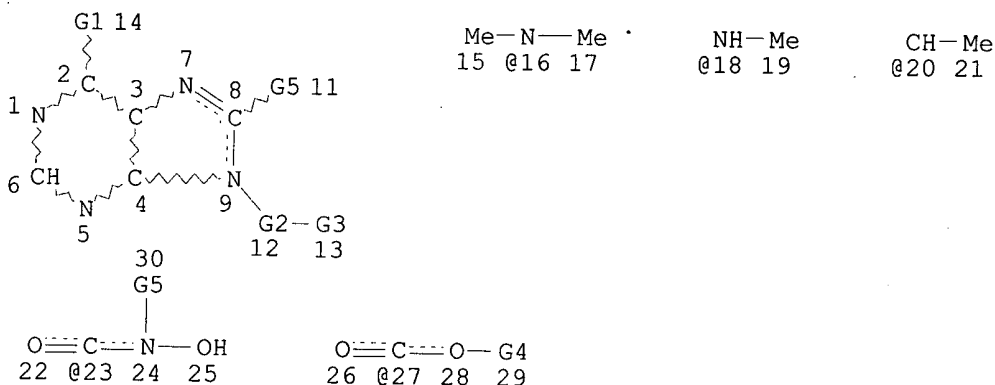 G1 14
Me N Me
15 @16 17
NH Me
@18 19
CH Me
@20 21
7
2 N 8
1 C 3 G5 11
N C C
6 CH C N
N 4 9
5 G2 G3
12 13
30
G5
O C N OH
22 @23 24 25
O C O G4
26 @27 28 29